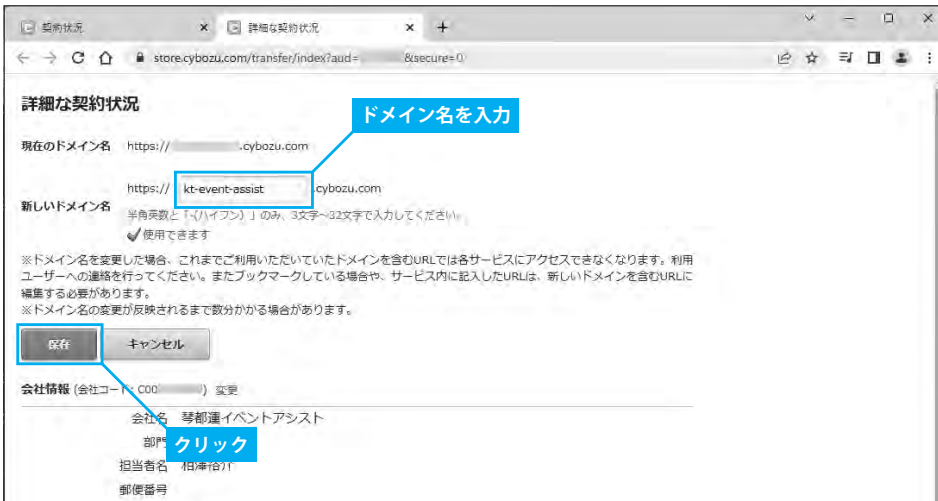 契約状況
詳細な契約状況
store.cybozu.com/transfer/index?aud= &secure=0
詳細な契約状況
ドメイン名を入力
現在のドメイン名 https:// .cybozu.com
新しいドメイン名 https:// kt-event-assist .cybozu.com
半角英数と「-(ハイフン)」のみ、3文字~32文字で入力してください。
使用できます
※ドメイン名を変更した場合、これまでご利用いただいていたドメインを含むURLでは各サービスにアクセスできなくなります。利用
ユーザーへの連絡を行ってください。またブックマークしている場合や、サービス内に記入したURLは、新しいドメインを含むURLに
編集する必要があります。
※ドメイン名の変更が反映されるまで数分かかる場合があります。
保存 キャンセル
会社情報 (会社コード: C00 ) 変更
会社名 琴都運イベントアシスト
部門
クリック
担当者名
郵便番号